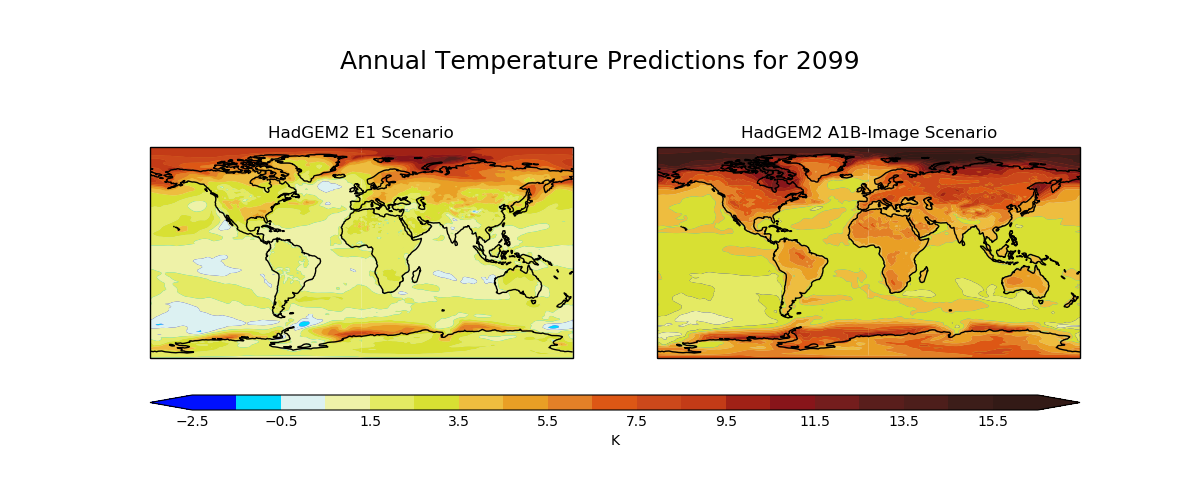 Annual Temperature Predictions for 2099
HadGEM2 E1 Scenario
HadGEM2 A1B-Image Scenario
−2.5 −0.5 1.5 3.5 5.5 7.5 9.5 11.5 13.5 15.5
K